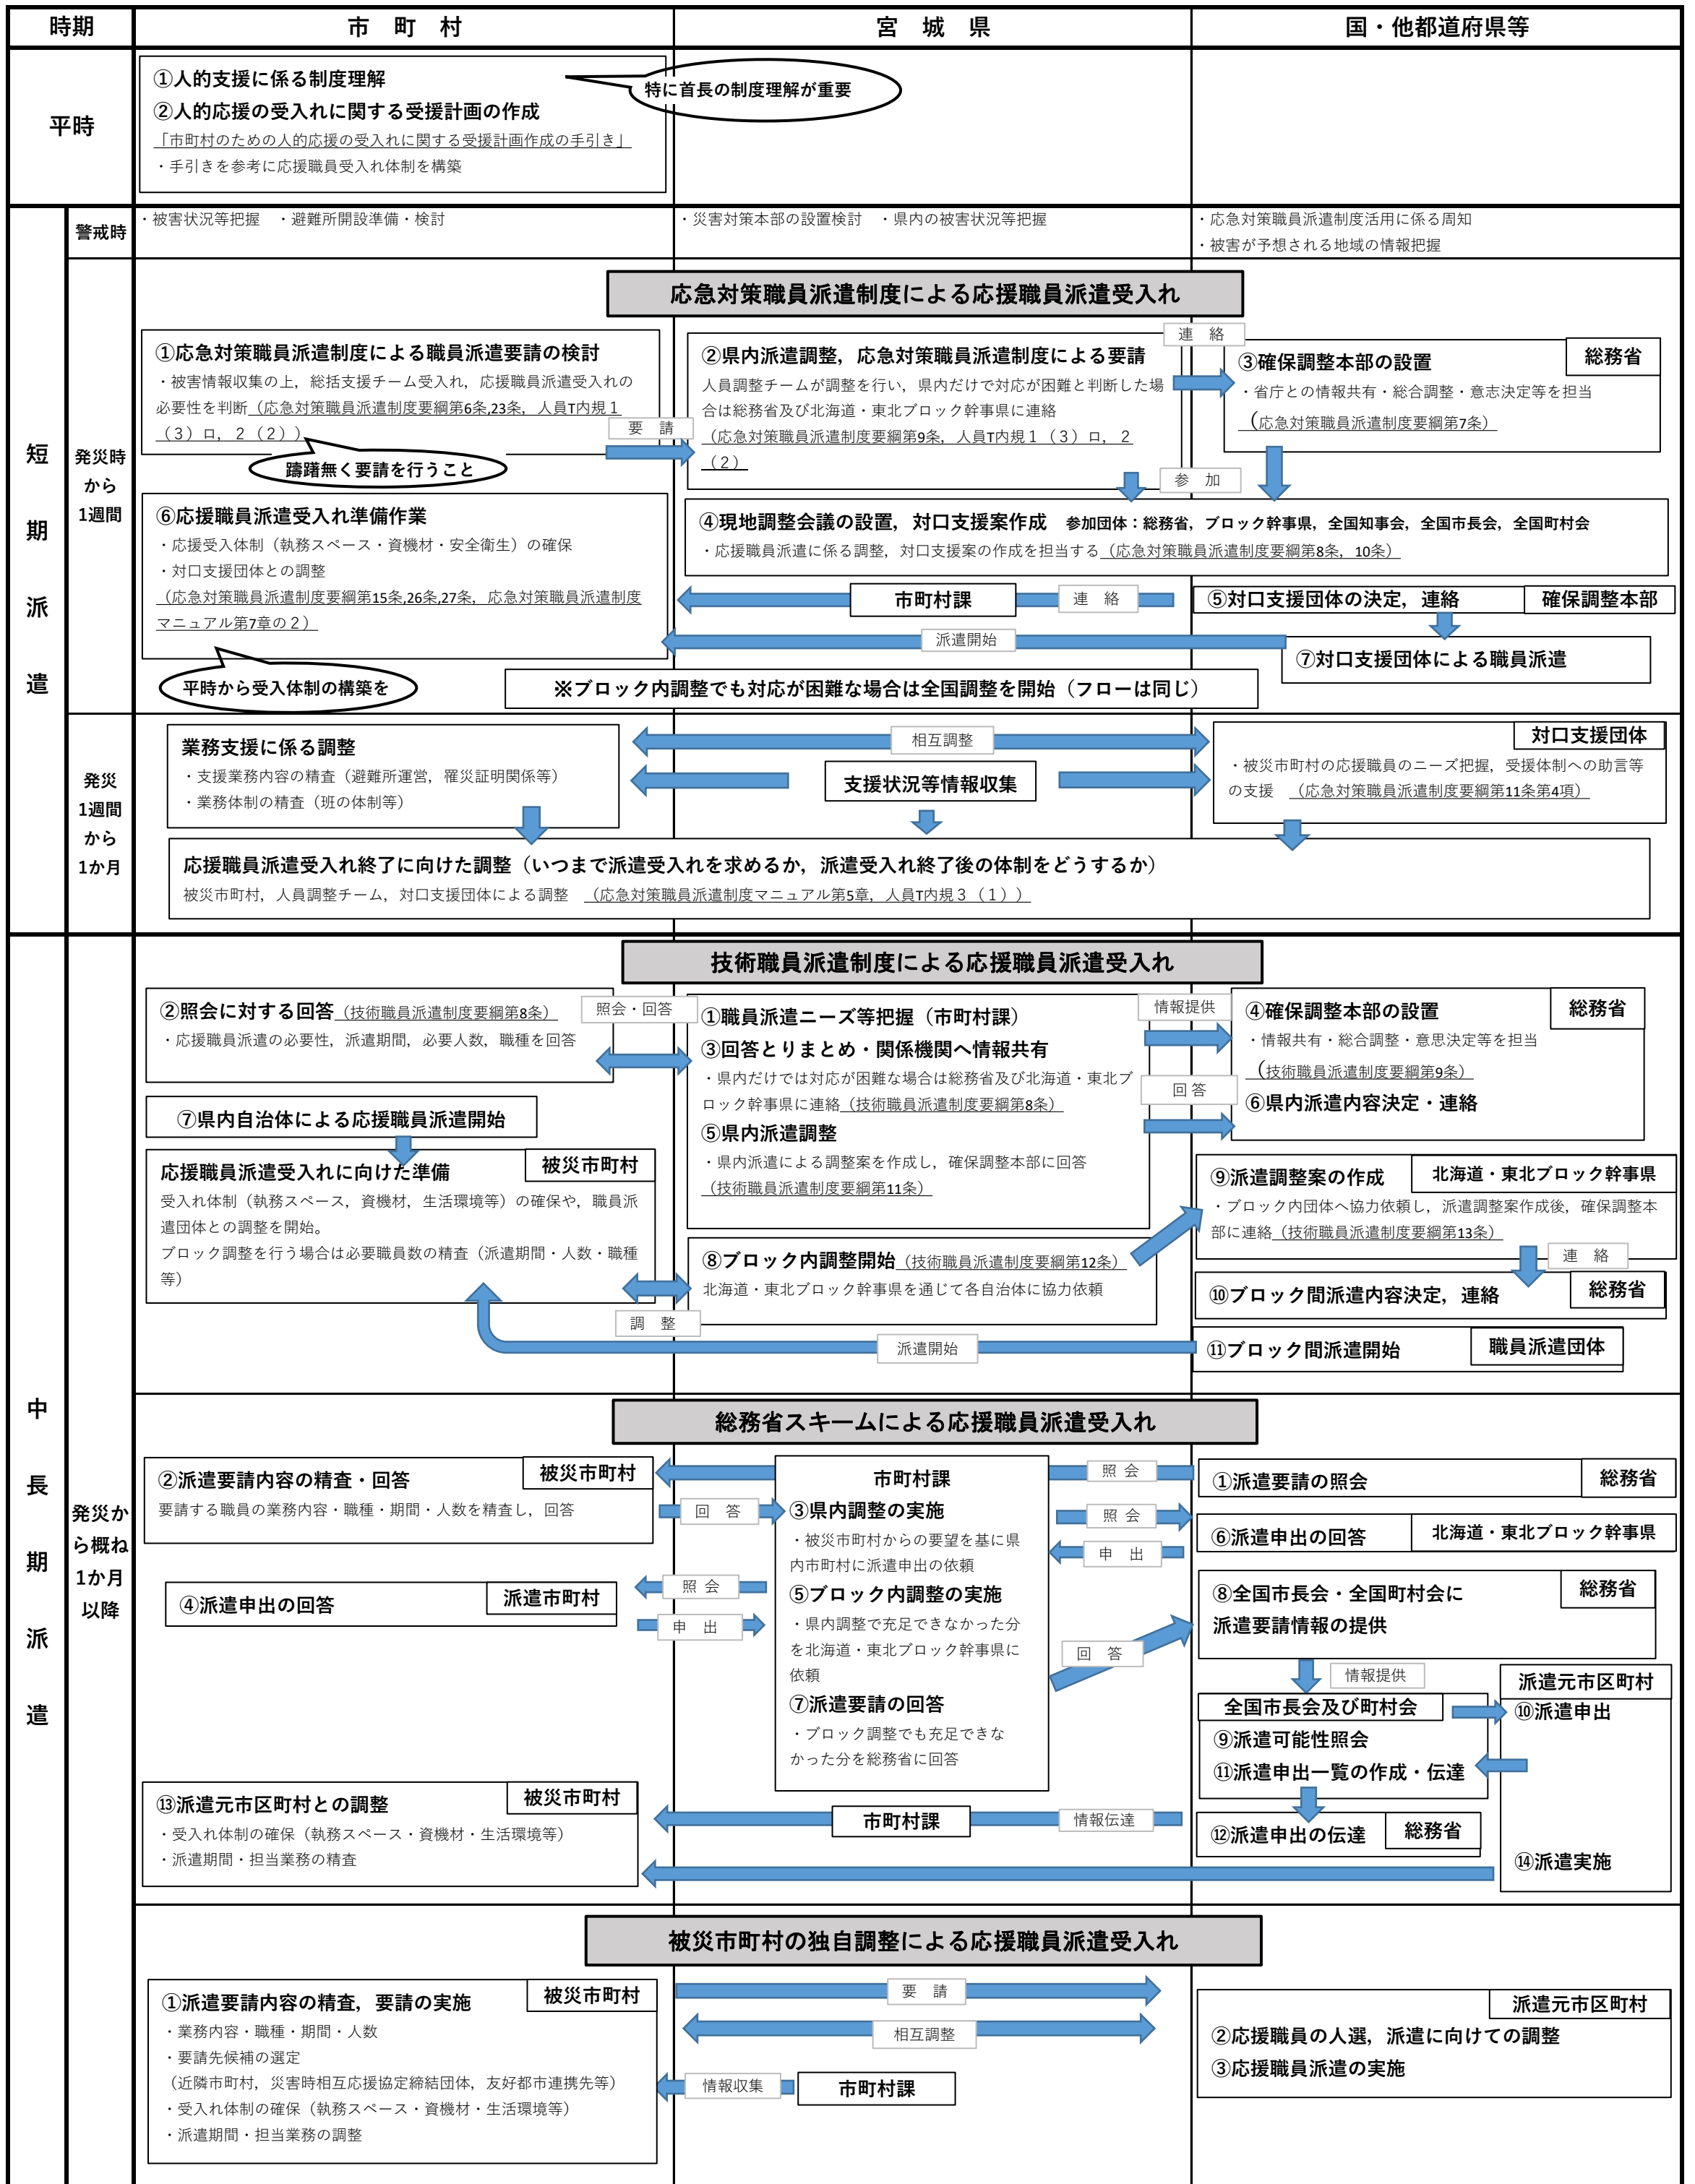 時期
市　町　村
宮　城　県
国・他都道府県等
平時
①人的支援に係る制度理解
②人的応援の受入れに関する受援計画の作成
「市町村のための人的応援の受入れに関する受援計画作成の手引き」
・手引きを参考に応援職員受入れ体制を構築
特に首長の制度理解が重要
短期派遣
警戒時
・被害状況等把握　・避難所開設準備・検討
・災害対策本部の設置検討　・県内の被害状況等把握
・応急対策職員派遣制度活用に係る周知
・被害が予想される地域の情報把握
発災時
から
1週間
応急対策職員派遣制度による応援職員派遣受入れ
①応急対策職員派遣制度による職員派遣要請の検討
・被害情報収集の上，総括支援チーム受入れ，応援職員派遣受入れの
必要性を判断（応急対策職員派遣制度要綱第6条,23条，人員T内規１
（３）ロ，２（２））
躊躇無く要請を行うこと
要　請
②県内派遣調整，応急対策職員派遣制度による要請
人員調整チームが調整を行い，県内だけで対応が困難と判断した場
合は総務省及び北海道・東北ブロック幹事県に連絡
（応急対策職員派遣制度要綱第9条，人員T内規１（３）ロ，２
（２）
連　絡
③確保調整本部の設置
総務省
・省庁との情報共有・総合調整・意志決定等を担当
（応急対策職員派遣制度要綱第7条）
参　加
④現地調整会議の設置，対口支援案作成　参加団体：総務省，ブロック幹事県，全国知事会，全国市長会，全国町村会
・応援職員派遣に係る調整，対口支援案の作成を担当する（応急対策職員派遣制度要綱第8条，10条）
⑥応援職員派遣受入れ準備作業
・応援受入体制（執務スペース・資機材・安全衛生）の確保
・対口支援団体との調整
（応急対策職員派遣制度要綱第15条,26条,27条，応急対策職員派遣制度
マニュアル第7章の２）
平時から受入体制の構築を
市町村課
連　絡
⑤対口支援団体の決定，連絡
確保調整本部
派遣開始
⑦対口支援団体による職員派遣
※ブロック内調整でも対応が困難な場合は全国調整を開始（フローは同じ）
発災
1週間
から
1か月
業務支援に係る調整
・支援業務内容の精査（避難所運営，罹災証明関係等）
・業務体制の精査（班の体制等）
相互調整
支援状況等情報収集
対口支援団体
・被災市町村の応援職員のニーズ把握，受援体制への助言等
の支援　（応急対策職員派遣制度要綱第11条第4項）
応援職員派遣受入れ終了に向けた調整（いつまで派遣受入れを求めるか，派遣受入れ終了後の体制をどうするか）
被災市町村，人員調整チーム，対口支援団体による調整　（応急対策職員派遣制度マニュアル第5章，人員T内規３（１））
中長期派遣
発災か
ら概ね
1か月
以降
技術職員派遣制度による応援職員派遣受入れ
②照会に対する回答（技術職員派遣制度要綱第8条）
・応援職員派遣の必要性，派遣期間，必要人数，職種を回答
照会・回答
①職員派遣ニーズ等把握（市町村課）
③回答とりまとめ・関係機関へ情報共有
・県内だけでは対応が困難な場合は総務省及び北海道・東北ブ
ロック幹事県に連絡（技術職員派遣制度要綱第8条）
⑤県内派遣調整
・県内派遣による調整案を作成し，確保調整本部に回答
（技術職員派遣制度要綱第11条）
情報提供
回 答
④確保調整本部の設置
総務省
・情報共有・総合調整・意思決定等を担当
（技術職員派遣制度要綱第9条）
⑥県内派遣内容決定・連絡
⑦県内自治体による応援職員派遣開始
応援職員派遣受入れに向けた準備
被災市町村
受入れ体制（執務スペース，資機材，生活環境等）の確保や，職員派
遣団体との調整を開始。
ブロック調整を行う場合は必要職員数の精査（派遣期間・人数・職種
等）
⑧ブロック内調整開始（技術職員派遣制度要綱第12条）
北海道・東北ブロック幹事県を通じて各自治体に協力依頼
調　整
⑨派遣調整案の作成
北海道・東北ブロック幹事県
・ブロック内団体へ協力依頼し，派遣調整案作成後，確保調整本
部に連絡（技術職員派遣制度要綱第13条）
連　絡
⑩ブロック間派遣内容決定，連絡
総務省
派遣開始
⑪ブロック間派遣開始
職員派遣団体
総務省スキームによる応援職員派遣受入れ
②派遣要請内容の精査・回答
被災市町村
要請する職員の業務内容・職種・期間・人数を精査し，回答
回　答
④派遣申出の回答
派遣市町村
照 会
申　出
市町村課
③県内調整の実施
・被災市町村からの要望を基に県
内市町村に派遣申出の依頼
⑤ブロック内調整の実施
・県内調整で充足できなかった分
を北海道・東北ブロック幹事県に
依頼
⑦派遣要請の回答
・ブロック調整でも充足できな
かった分を総務省に回答
照 会
照 会
申　出
回　答
①派遣要請の照会
総務省
⑥派遣申出の回答
北海道・東北ブロック幹事県
⑧全国市長会・全国町村会に
派遣要請情報の提供
総務省
情報提供
全国市長会及び町村会
⑨派遣可能性照会
⑪派遣申出一覧の作成・伝達
派遣元市区町村
⑩派遣申出
⑭派遣実施
⑬派遣元市区町村との調整
被災市町村
・受入れ体制の確保（執務スペース・資機材・生活環境等）
・派遣期間・担当業務の精査
市町村課
情報伝達
⑫派遣申出の伝達
総務省
被災市町村の独自調整による応援職員派遣受入れ
①派遣要請内容の精査，要請の実施
被災市町村
・業務内容・職種・期間・人数
・要請先候補の選定
（近隣市町村，災害時相互応援協定締結団体，友好都市連携先等）
・受入れ体制の確保（執務スペース・資機材・生活環境等）
・派遣期間・担当業務の調整
要　請
相互調整
情報収集
市町村課
派遣元市区町村
②応援職員の人選，派遣に向けての調整
③応援職員派遣の実施